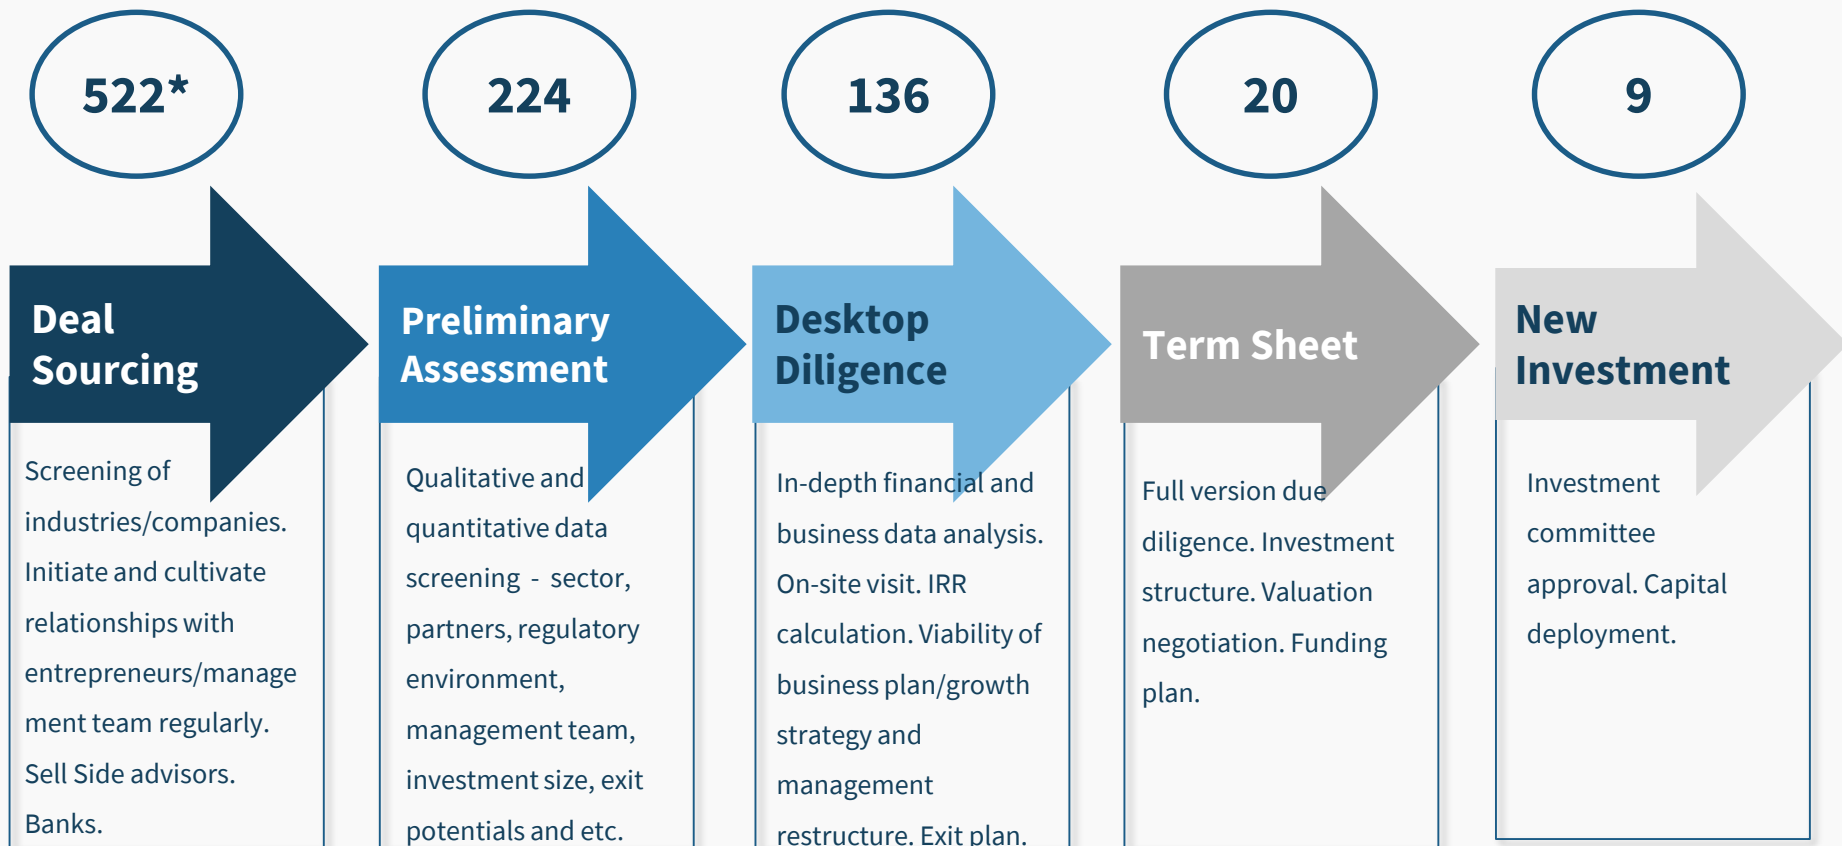 522*
224
136
20
9
Deal
Sourcing
Preliminary
Assessment
Desktop
Diligence
Term Sheet
New
Investment
Screening of
industries/companies.
Initiate and cultivate
relationships with
entrepreneurs/manage
ment team regularly.
Sell Side advisors.
Banks.
Qualitative and
quantitative data
screening - sector,
partners, regulatory
environment,
management team,
investment size, exit
potentials and etc.
In-depth financial and
business data analysis.
On-site visit. IRR
calculation. Viability of
business plan/growth
strategy and
management
restructure. Exit plan.
Full version due
diligence. Investment
structure. Valuation
negotiation. Funding
plan.
Investment
committee
approval. Capital
deployment.